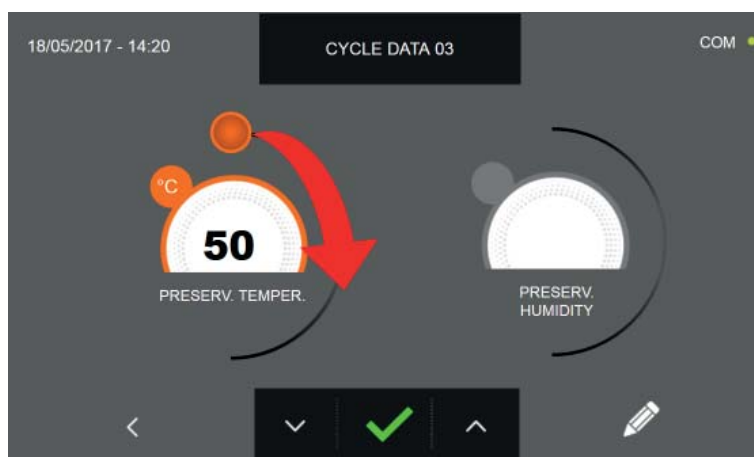 18/05/2017 - 14:20
CYCLE DATA 03
COM
°C
50
PRESERV. TEMPER.
PRESERV.
HUMIDITY